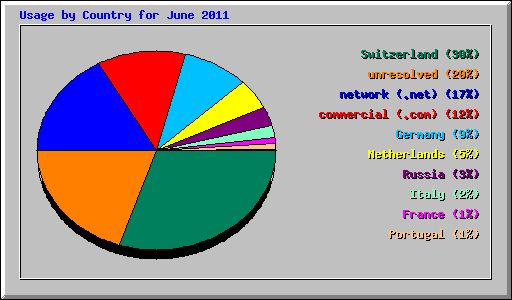 Usage by Country for June 2011
Switzerland (30%)
unresolved (20%)
network (.net) (17%)
commercial (.com) (12%)
Germany (9%)
Netherlands (5%)
Russia (3%)
Italy (2%)
France (1%)
Portugal (1%)